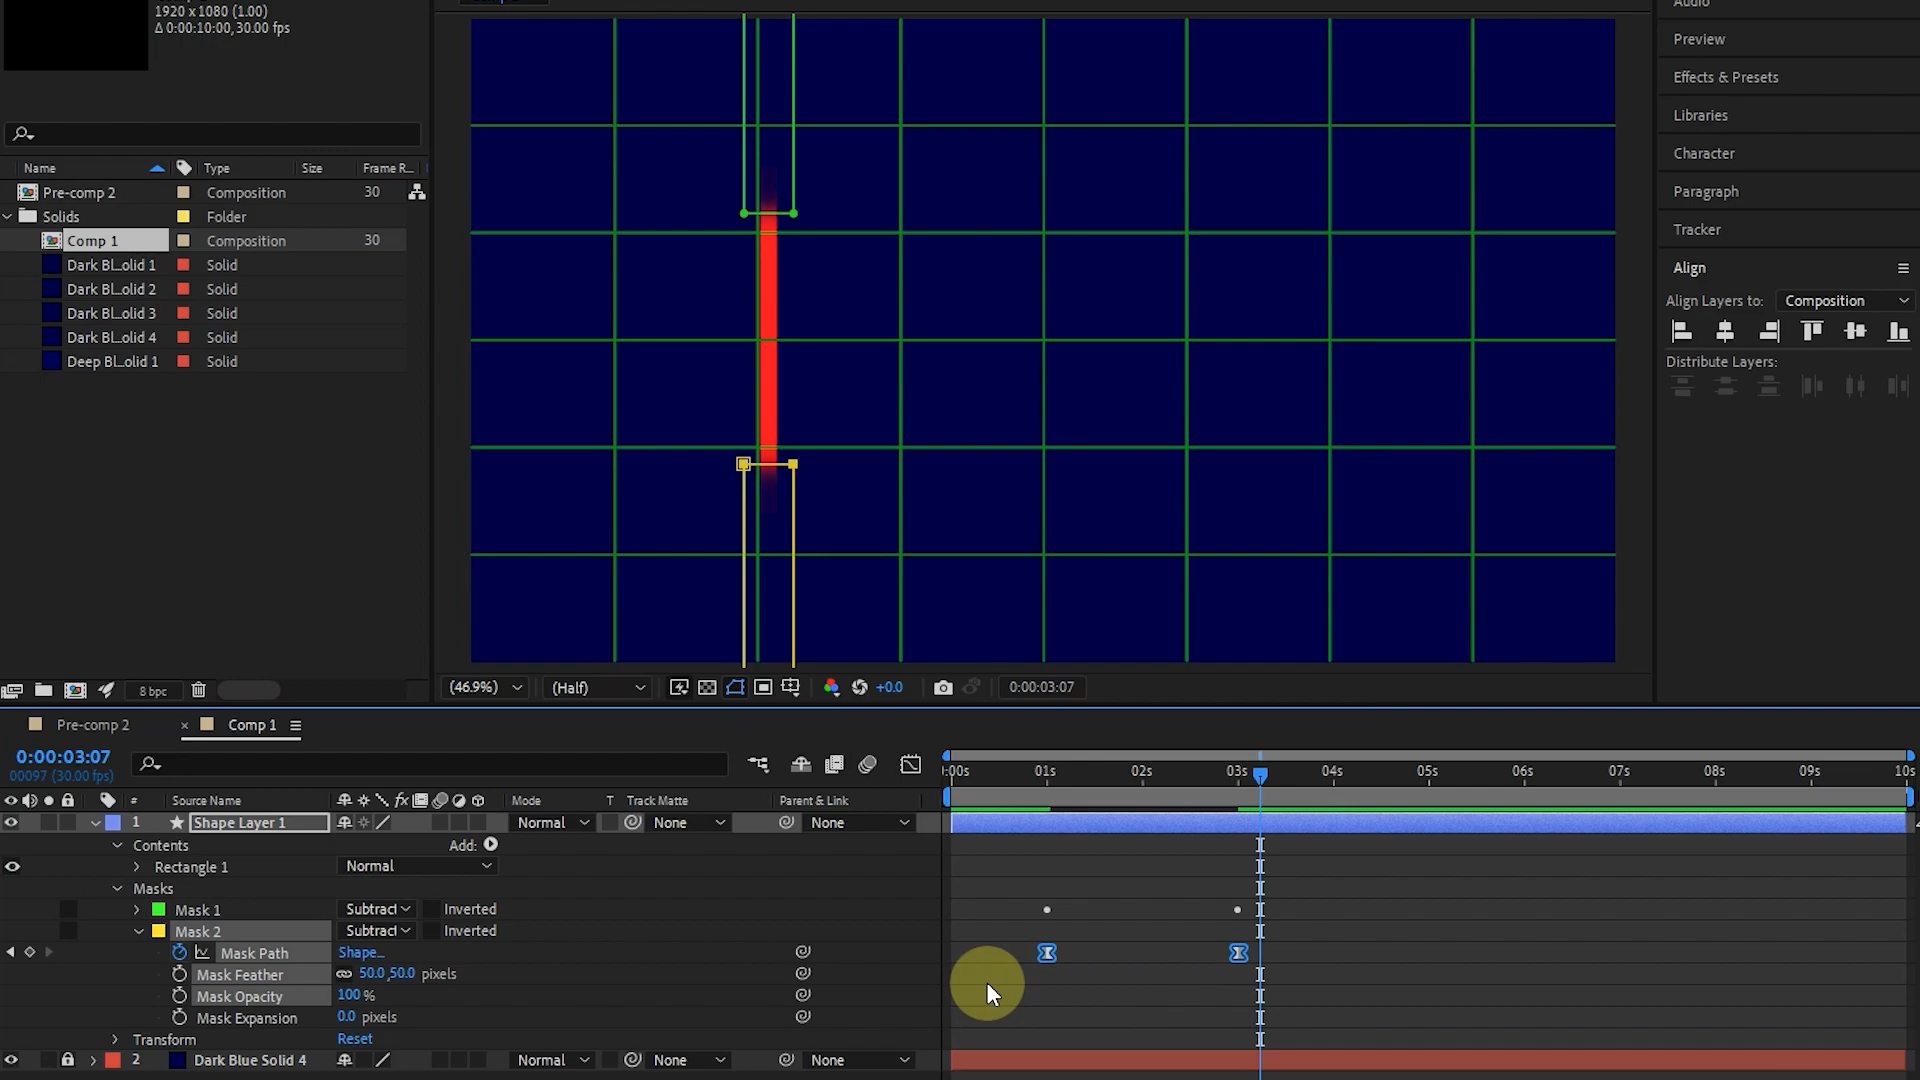 1920 x 1080 (1.00)
Δ 0:00:10:00, 30.00 fps
Name Type Size Frame R...
Pre-comp 2 Composition 30
Solids Folder
Comp 1 Composition 30
Dark Bl...olid 1 Solid
Dark Bl...olid 2 Solid
Dark Bl...olid 3 Solid
Dark Bl...olid 4 Solid
Deep Bl...olid 1 Solid
8 bpc
(46.9%) (Half) +0.0 0:00:03:07
Audio
Preview
Effects & Presets
Libraries
Character
Paragraph
Tracker
Align
Align Layers to: Composition
Distribute Layers:
Pre-comp 2 × Comp 1
0:00:03:07
00097 (30.00 fps)
:00s 01s 02s 03s 04s 05s 06s 07s 08s 09s 10s
# Source Name fx Mode T Track Matte Parent & Link
1 Shape Layer 1 Normal None None
Contents Add:
Rectangle 1 Normal
Masks
Mask 1 Subtract Inverted
Mask 2 Subtract Inverted
Mask Path Shape...
Mask Feather 50.0,50.0 pixels
Mask Opacity 100 %
Mask Expansion 0.0 pixels
Transform Reset
2 Dark Blue Solid 4 Normal None None